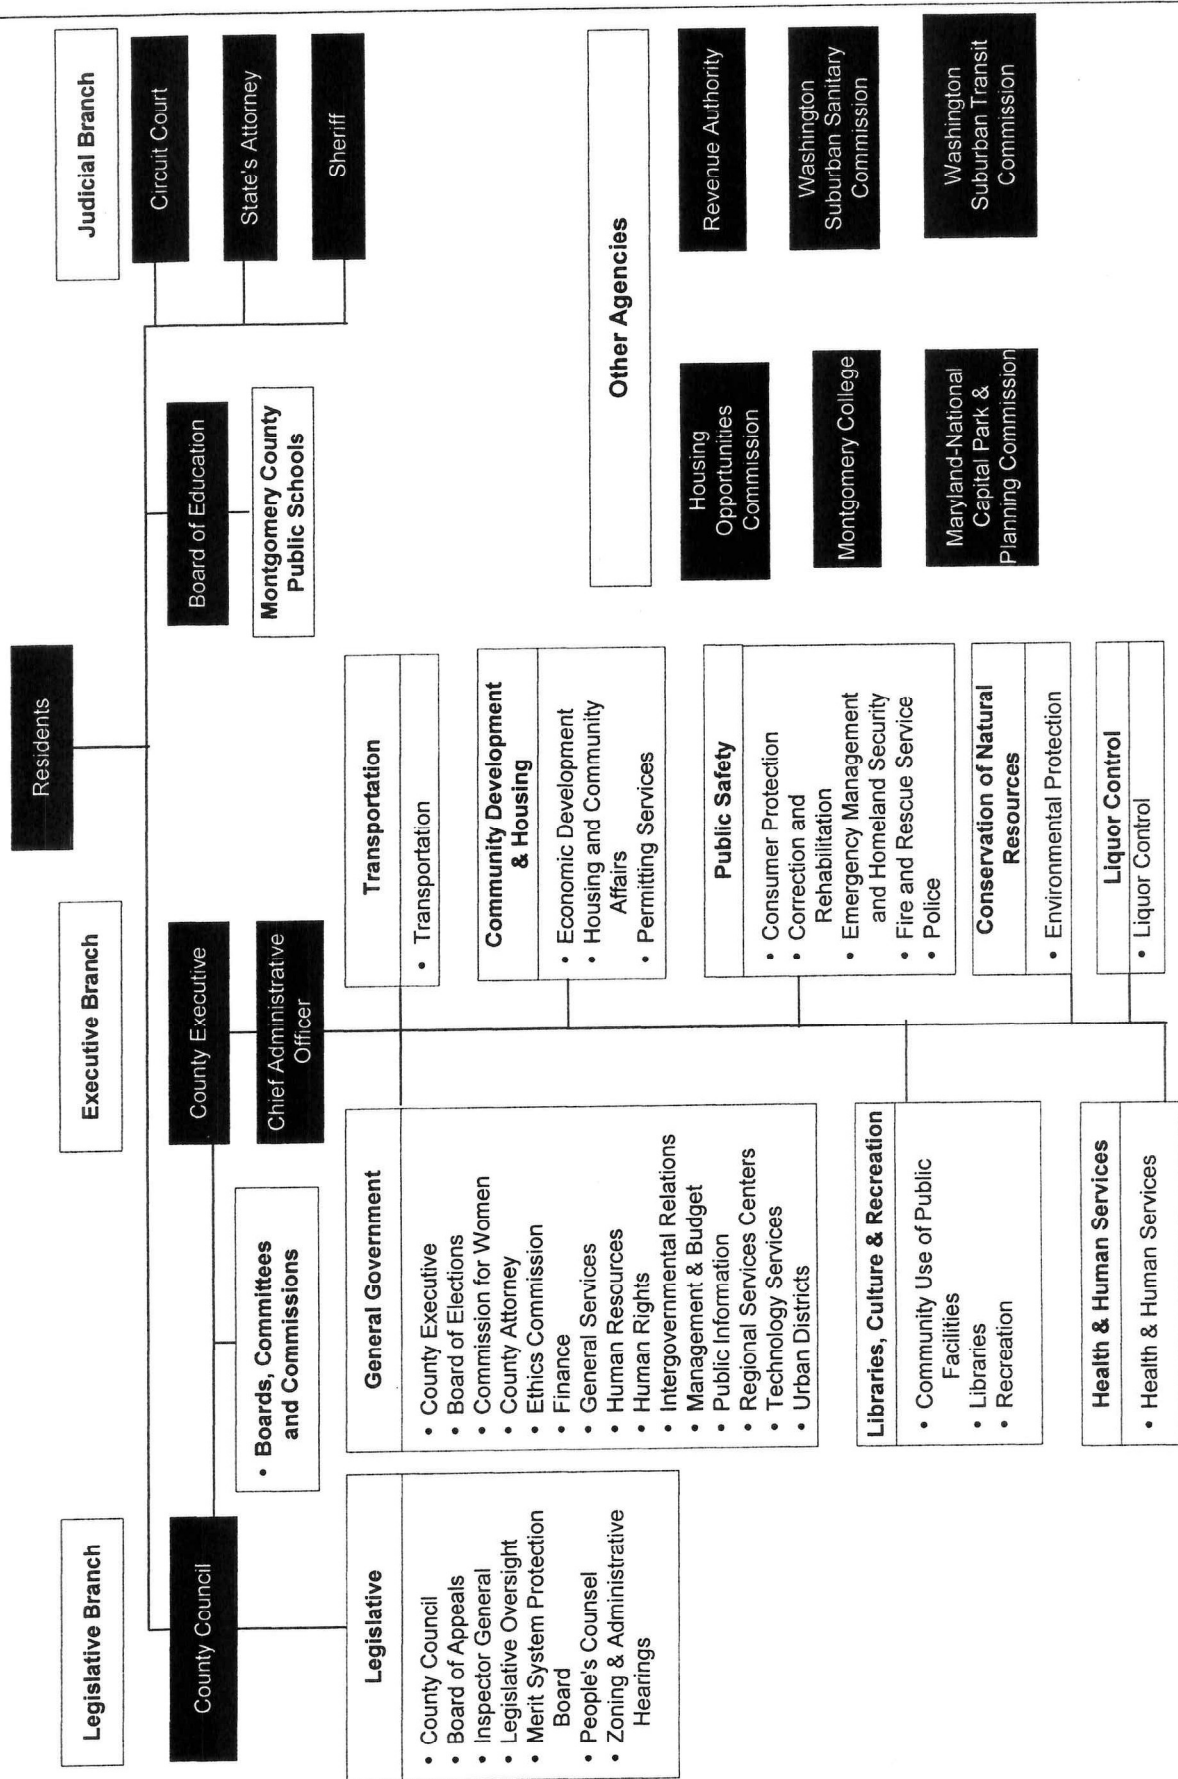 Residents
Legislative Branch
Executive Branch
Judicial Branch
County Council
County Executive
Board of Education
Circuit Court
State's Attorney
Sheriff
• Boards, Committees
and Commissions
Chief Administrative
Officer
Montgomery County
Public Schools
Legislative
• County Council
• Board of Appeals
• Inspector General
• Legislative Oversight
• Merit System Protection
Board
• People's Counsel
• Zoning & Administrative
Hearings
General Government
• County Executive
• Board of Elections
• Commission for Women
• County Attorney
• Ethics Commission
• Finance
• General Services
• Human Resources
• Human Rights
• Intergovernmental Relations
• Management & Budget
• Public Information
• Regional Services Centers
• Technology Services
• Urban Districts
Libraries, Culture & Recreation
• Community Use of Public
Facilities
• Libraries
• Recreation
Health & Human Services
• Health & Human Services
Transportation
• Transportation
Community Development
& Housing
• Economic Development
• Housing and Community
Affairs
• Permitting Services
Public Safety
• Consumer Protection
• Correction and
Rehabilitation
• Emergency Management
and Homeland Security
• Fire and Rescue Service
• Police
Conservation of Natural
Resources
• Environmental Protection
Liquor Control
• Liquor Control
Other Agencies
Housing
Opportunities
Commission
Revenue Authority
Montgomery College
Washington
Suburban Sanitary
Commission
Maryland-National
Capital Park &
Planning Commission
Washington
Suburban Transit
Commission